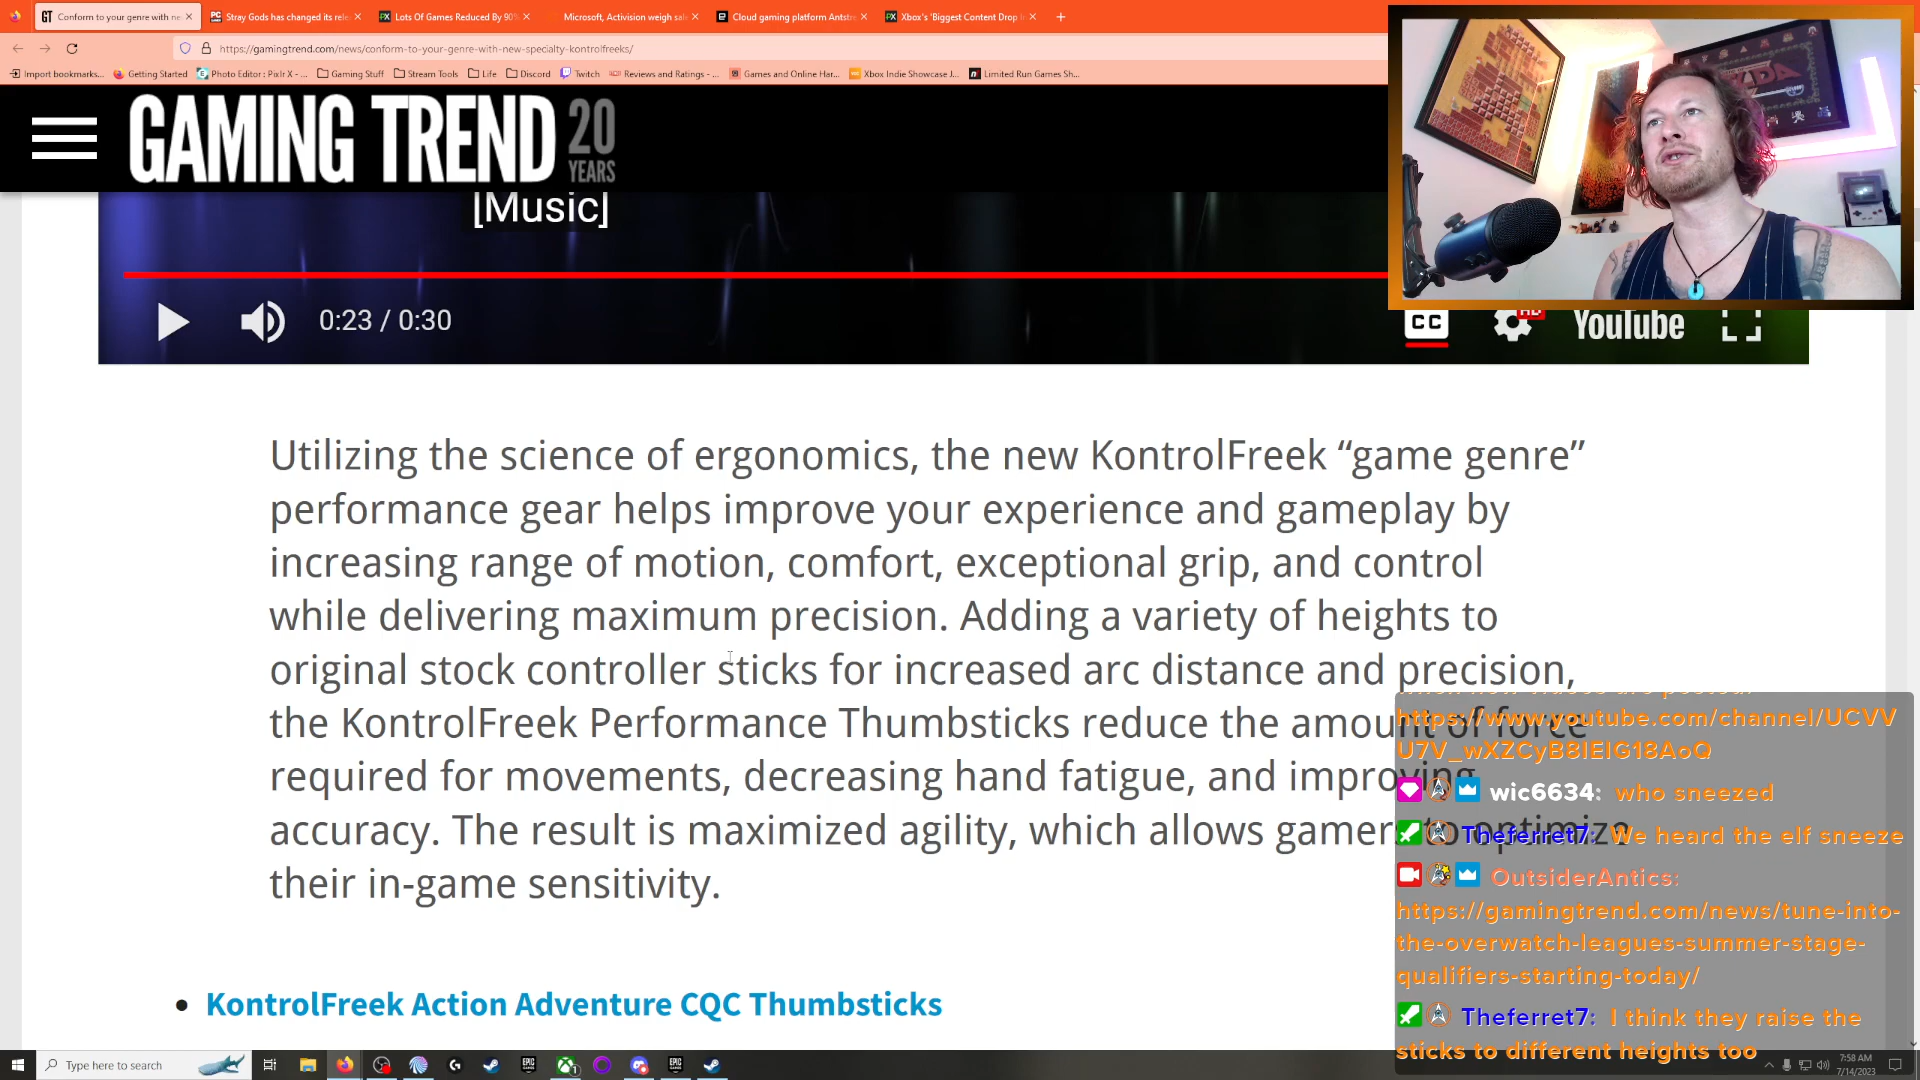 Conform to your genre with ne
Stray Gods has changed its rele
Lots Of Games Reduced By 90%
Microsoft, Activision weigh sal
Cloud gaming platform Antstre
Xbox's 'Biggest Content Drop
https://gamingtrend.com/news/conform-to-your-genre-with-new-specialty-kontrolfreeks/
Import bookmarks...
Getting Started
Photo Editor : Pixlr X - ...
Gaming Stuff
Stream Tools
Life
Discord
Twitch
Reviews and Ratings - ...
Games and Online Har...
Xbox Indie Showcase J...
Limited Run Games Sh...
GAMING TREND 20 YEARS
[Music]
0:23 / 0:30
CC
HD
YouTube
Utilizing the science of ergonomics, the new KontrolFreek “game genre”
performance gear helps improve your experience and gameplay by
increasing range of motion, comfort, exceptional grip, and control
while delivering maximum precision. Adding a variety of heights to
original stock controller sticks for increased arc distance and precision,
the KontrolFreek Performance Thumbsticks reduce the amount of force
required for movements, decreasing hand fatigue, and improving
accuracy. The result is maximized agility, which allows gamers to optimize
their in-game sensitivity.
• KontrolFreek Action Adventure CQC Thumbsticks
https://www.youtube.com/channel/UCVV
U7V_wXZCyB8IEIG18AoQ
wic6634: who sneezed
Theferret7: We heard the elf sneeze
OutsiderAntics:
https://gamingtrend.com/news/tune-into-
the-overwatch-leagues-summer-stage-
qualifiers-starting-today/
Theferret7: I think they raise the
sticks to different heights too
Type here to search
7:58 AM
7/14/2023